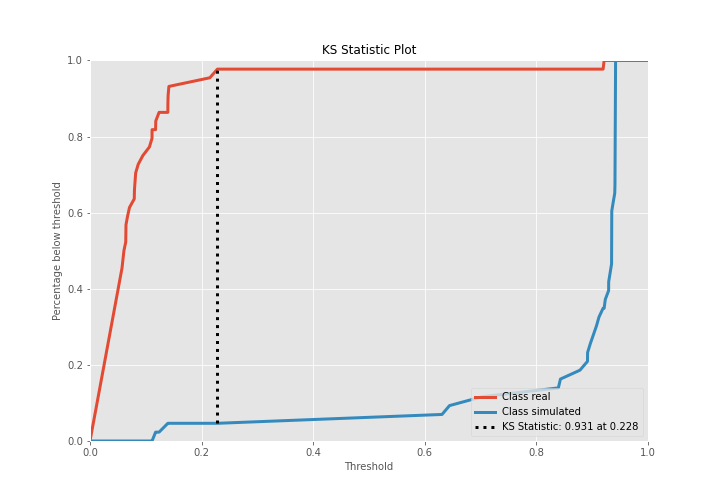 KS Statistic Plot
1.0
0.8
0.6
0.4
0.2
0.0
Percentage below threshold
Class real
Class simulated
KS Statistic: 0.931 at 0.228
0.0 0.2 0.4 0.6 0.8 1.0
Threshold